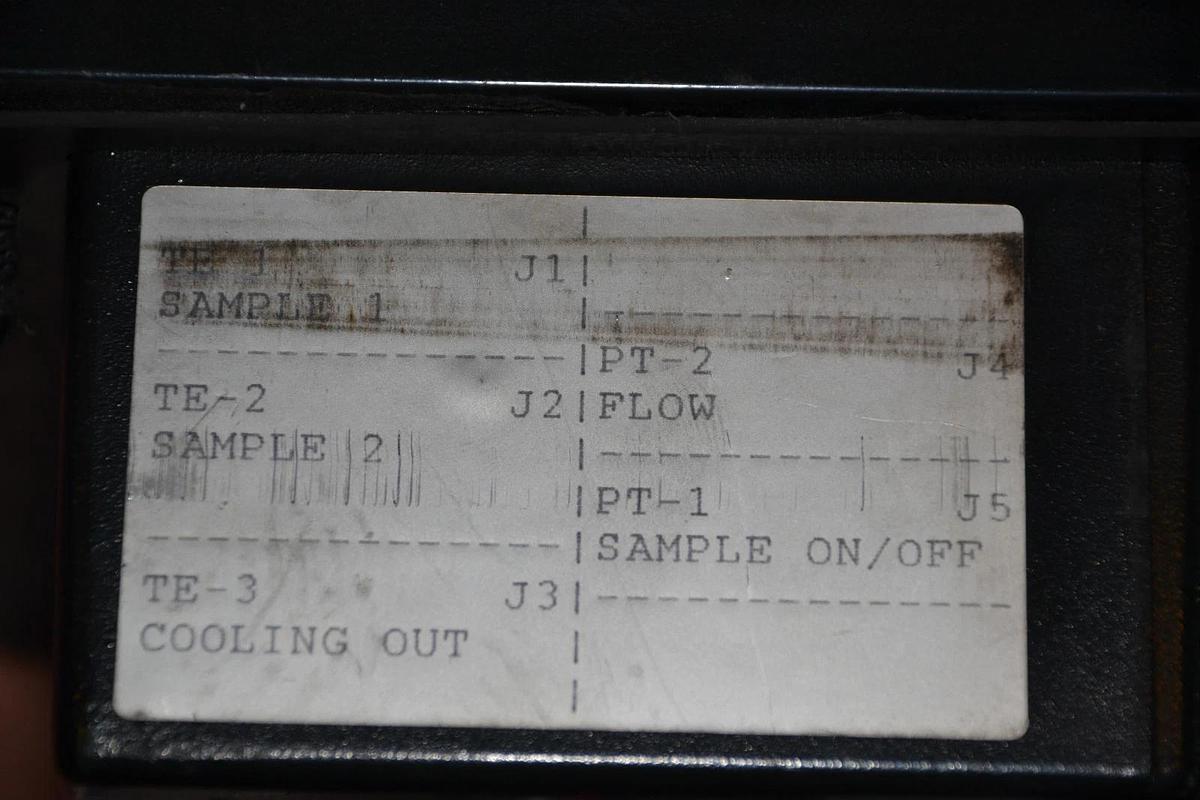 TE-1 J1
SAMPLE 1
TE-2 J2
SAMPLE 2
TE-3 J3
COOLING OUT
PT-2 J4
FLOW
PT-1 J5
SAMPLE ON/OFF